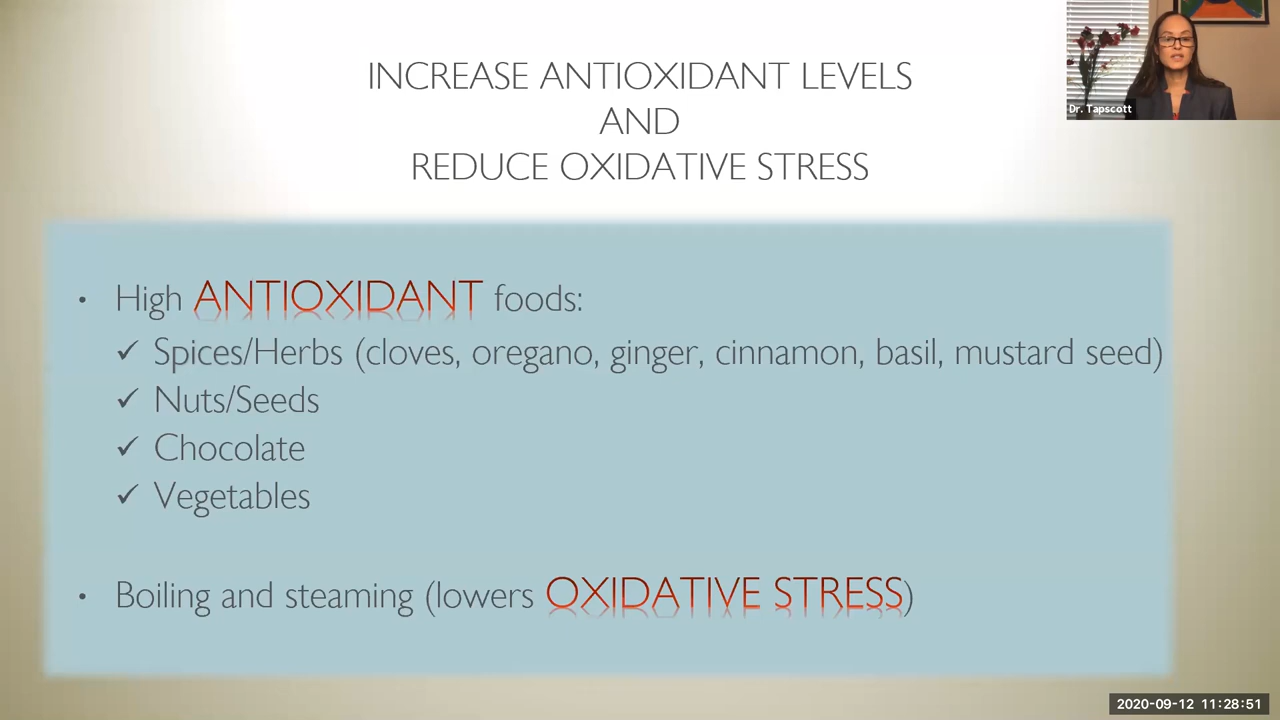 INCREASE ANTIOXIDANT LEVELS
AND
REDUCE OXIDATIVE STRESS
Dr. Tapscott
• High ANTIOXIDANT foods:
✓ Spices/Herbs (cloves, oregano, ginger, cinnamon, basil, mustard seed)
✓ Nuts/Seeds
✓ Chocolate
✓ Vegetables
• Boiling and steaming (lowers OXIDATIVE STRESS)
2020-09-12 11:28:51